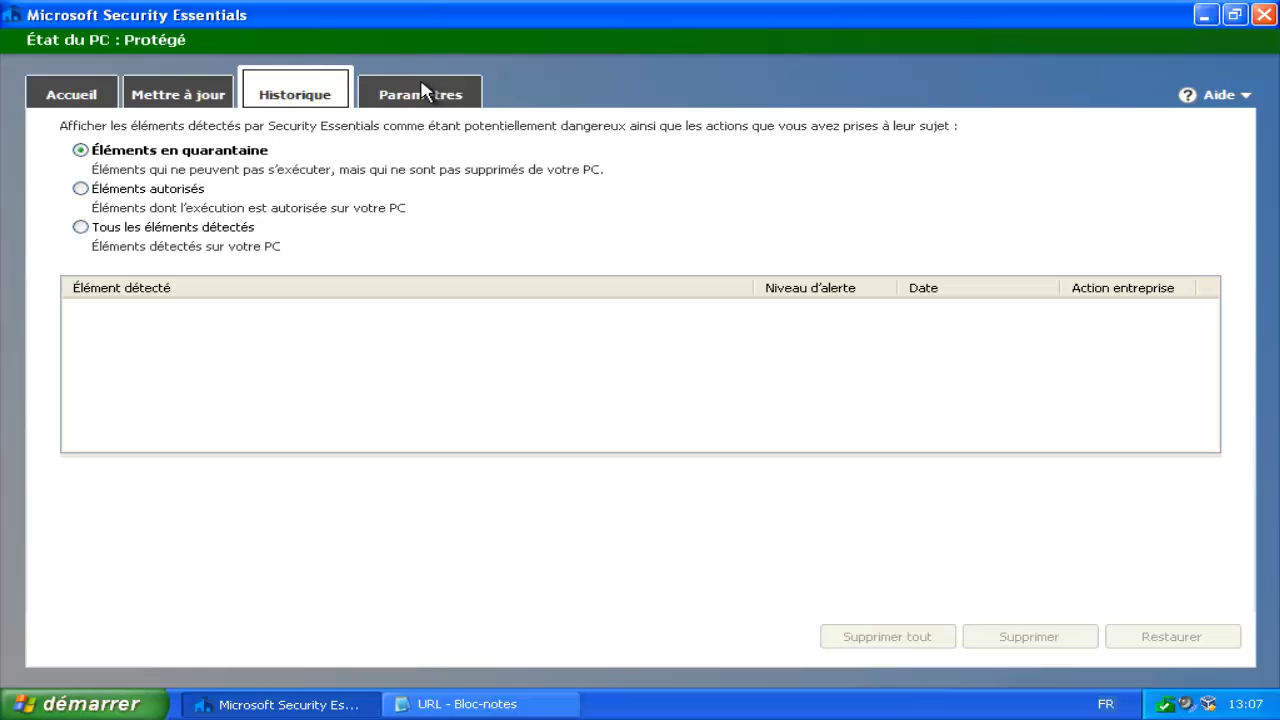 Microsoft Security Essentials
État du PC : Protégé
Accueil
Mettre à jour
Historique
Paramètres
Aide
Afficher les éléments détectés par Security Essentials comme étant potentiellement dangereux ainsi que les actions que vous avez prises à leur sujet :
Éléments en quarantaine
Éléments qui ne peuvent pas s'exécuter, mais qui ne sont pas supprimés de votre PC.
Éléments autorisés
Éléments dont l'exécution est autorisée sur votre PC
Tous les éléments détectés
Éléments détectés sur votre PC
Élément détecté
Niveau d'alerte
Date
Action entreprise
Supprimer tout
Supprimer
Restaurer
démarrer
Microsoft Security Es...
URL - Bloc-notes
FR
13:07